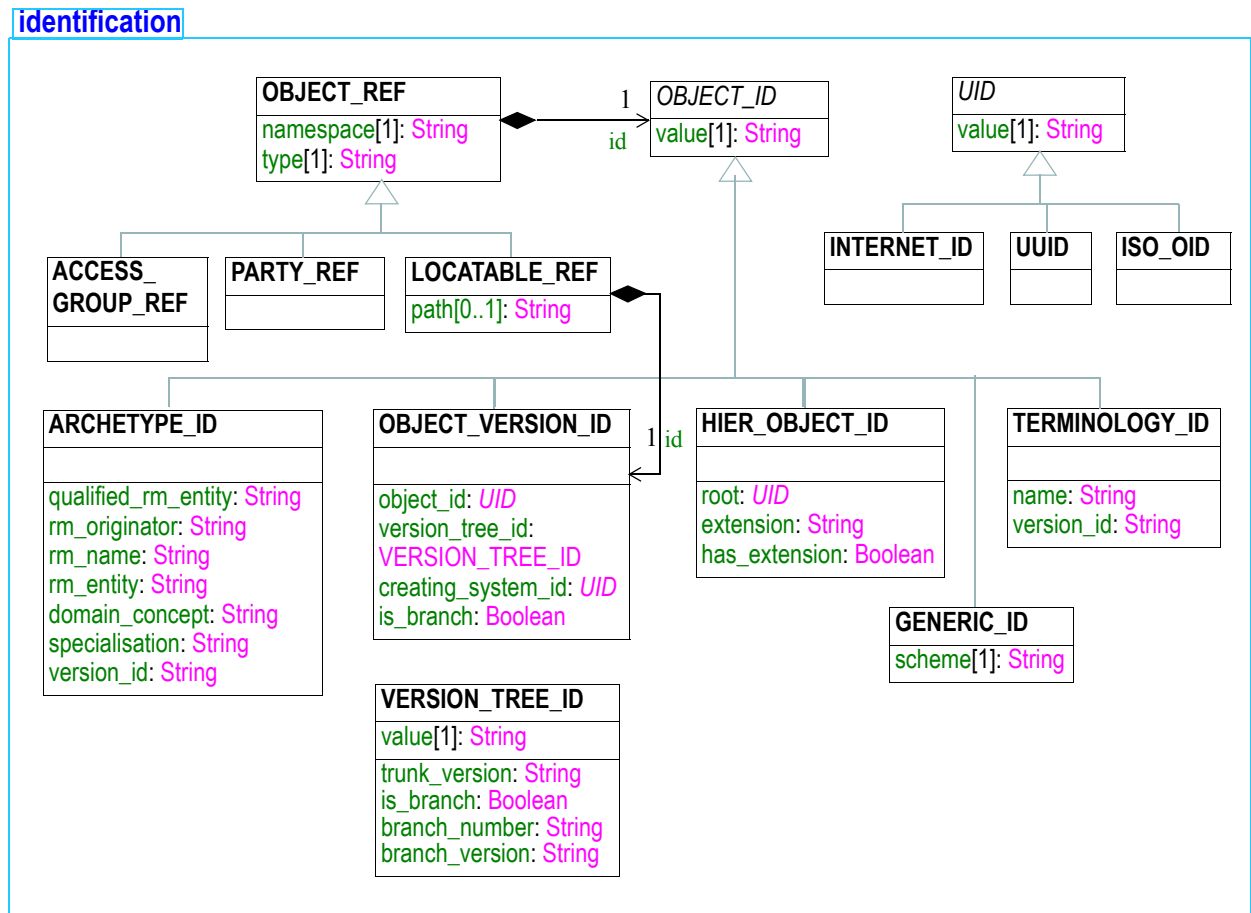 identification
OBJECT_REF
namespace[1]: String
type[1]: String
1
id
OBJECT_ID
value[1]: String
UID
value[1]: String
ACCESS_
GROUP_REF
PARTY_REF
LOCATABLE_REF
path[0..1]: String
INTERNET_ID
UUID
ISO_OID
ARCHETYPE_ID
qualified_rm_entity: String
rm_originator: String
rm_name: String
rm_entity: String
domain_concept: String
specialisation: String
version_id: String
OBJECT_VERSION_ID
object_id: UID
version_tree_id:
VERSION_TREE_ID
creating_system_id: UID
is_branch: Boolean
1 id
HIER_OBJECT_ID
root: UID
extension: String
has_extension: Boolean
TERMINOLOGY_ID
name: String
version_id: String
GENERIC_ID
scheme[1]: String
VERSION_TREE_ID
value[1]: String
trunk_version: String
is_branch: Boolean
branch_number: String
branch_version: String